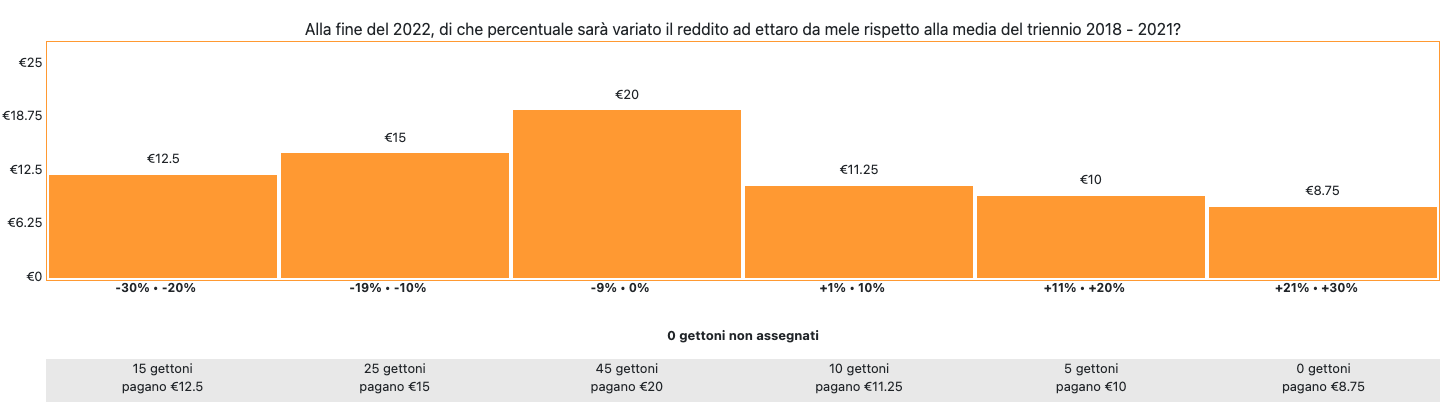 Alla fine del 2022, di che percentuale sarà variato il reddito ad ettaro da mele rispetto alla media del triennio 2018 - 2021?
€25
€18.75
€12.5
€6.25
€0
€12.5
€15
€20
€11.25
€10
€8.75
-30% • -20%
-19% • -10%
-9% • 0%
+1% • 10%
+11% • +20%
+21% • +30%
0 gettoni non assegnati
15 gettoni
pagano €12.5
25 gettoni
pagano €15
45 gettoni
pagano €20
10 gettoni
pagano €11.25
5 gettoni
pagano €10
0 gettoni
pagano €8.75